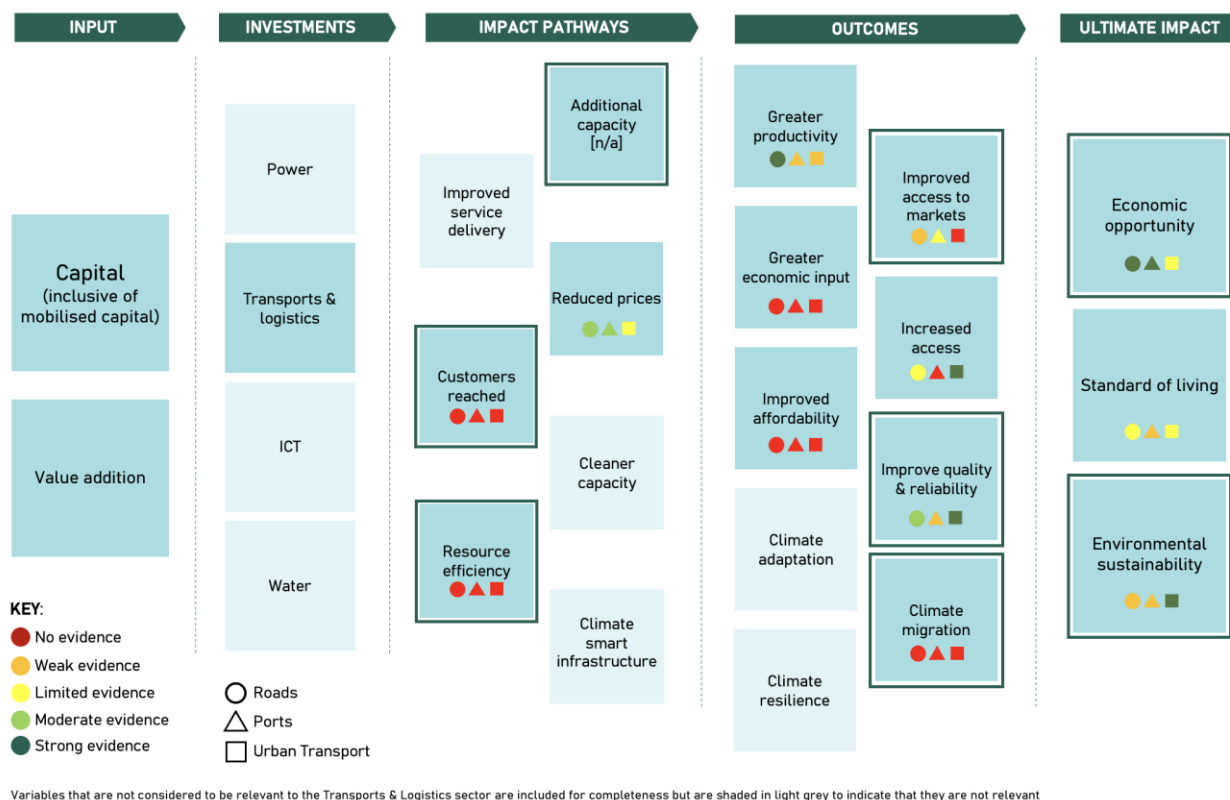 INPUT
INVESTMENTS
IMPACT PATHWAYS
OUTCOMES
ULTIMATE IMPACT
Capital
(inclusive of
mobilised capital)
Value addition
Power
Transports &
logistics
ICT
Water
Additional
capacity
[n/a]
Improved
service
delivery
Reduced prices
Customers
reached
Cleaner
capacity
Resource
efficiency
Climate
smart
infrastructure
Greater
productivity
Improved
access to
markets
Greater
economic input
Increased
access
Improved
affordability
Improve quality
& reliability
Climate
adaptation
Climate
migration
Climate
resilience
Economic
opportunity
Standard of living
Environmental
sustainability
KEY:
No evidence
Weak evidence
Limited evidence
Moderate evidence
Strong evidence
Roads
Ports
Urban Transport
Variables that are not considered to be relevant to the Transports & Logistics sector are included for completeness but are shaded in light grey to indicate that they are not relevant